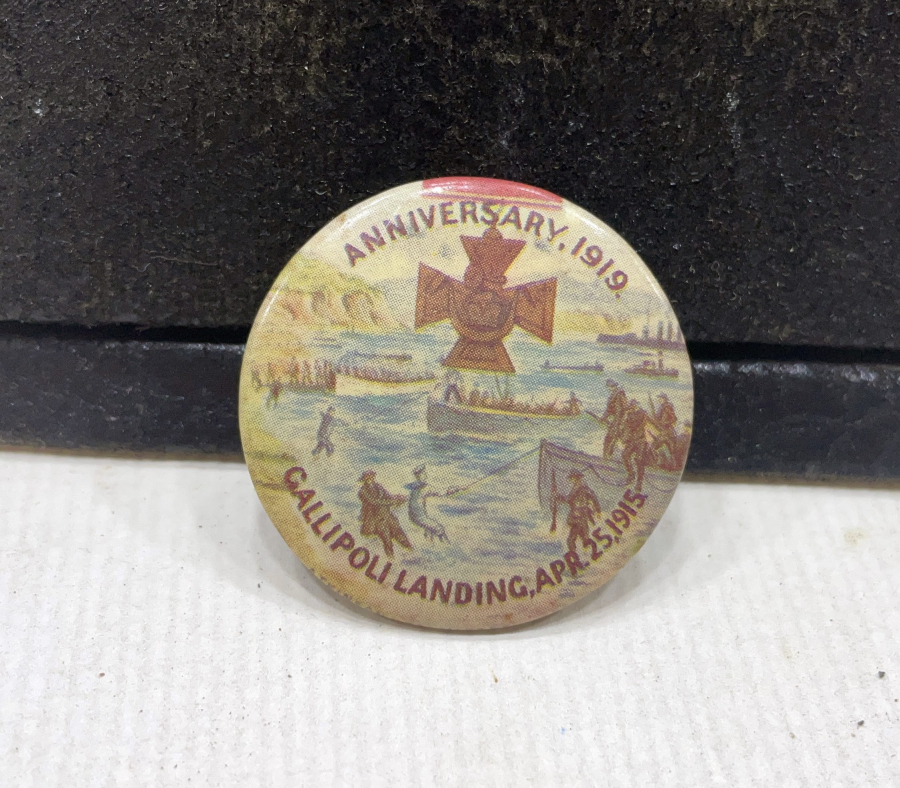 ANNIVERSARY, 1919.
GALLIPOLI LANDING, APR. 25, 1915.